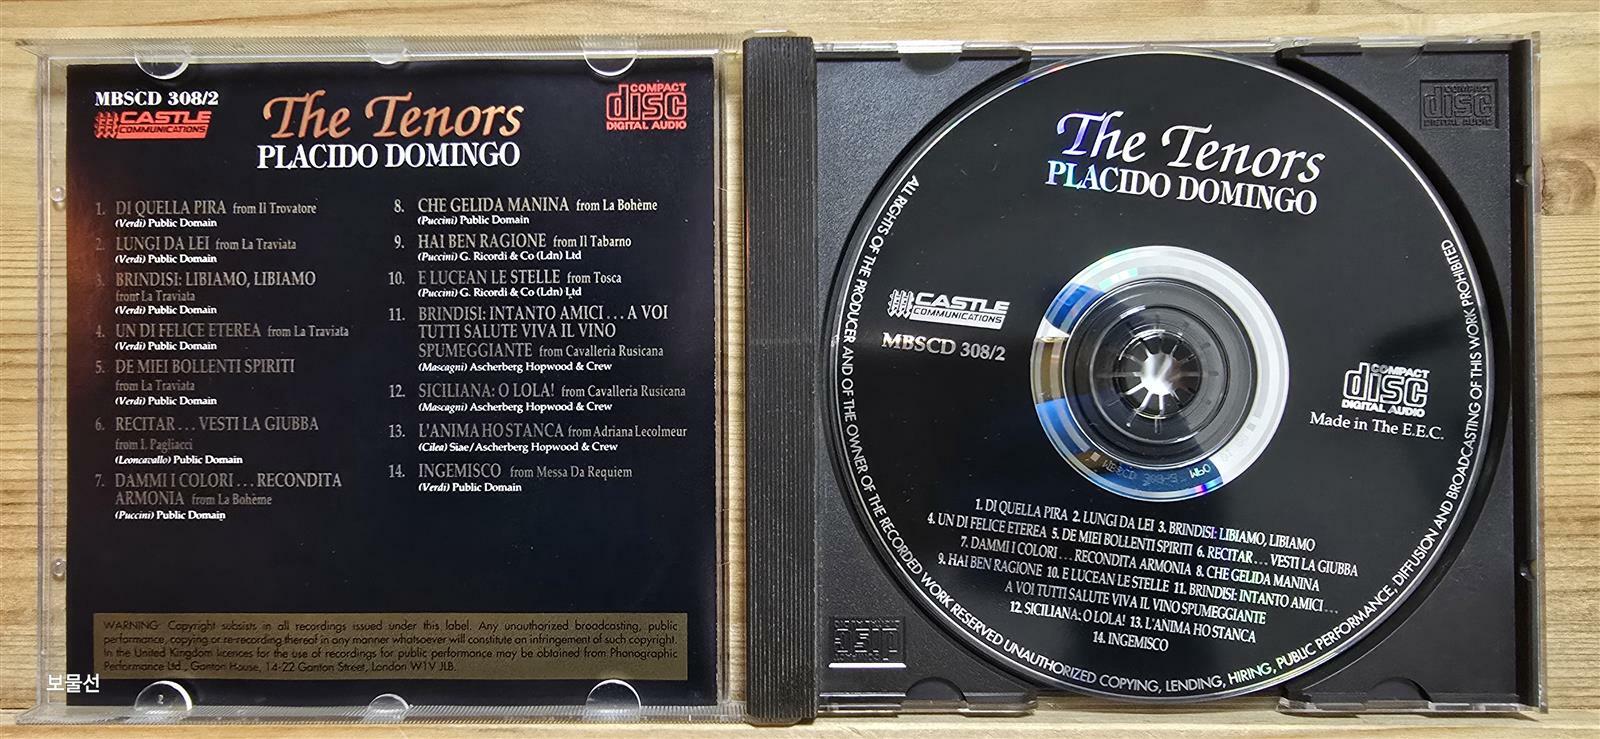 MBSCD 308/2
CASTLE
COMMUNICATIONS
The Tenors
PLACIDO DOMINGO
COMPACT
disc
DIGITAL AUDIO
1. DI QUELLA PIRA from Il Trovatore
(Verdi) Public Domain
2. LUNGI DA LEI from La Traviata
(Verdi) Public Domain
3. BRINDISI: LIBIAMO, LIBIAMO
from La Traviata
(Verdi) Public Domain
4. UN DI FELICE ETEREA from La Traviata
(Verdi) Public Domain
5. DE MIEI BOLLENTI SPIRITI
from La Traviata
(Verdi) Public Domain
6. RECITAR... VESTI LA GIUBBA
from I. Pagliacci
(Leoncavallo) Public Domain
7. DAMMI I COLORI... RECONDITA
ARMONIA from La Bohème
(Puccini) Public Domain
8. CHE GELIDA MANINA from La Bohème
(Puccini) Public Domain
9. HAI BEN RAGIONE from Il Tabarno
(Puccini) G. Ricordi & Co (Ldn) Ltd
10. E LUCEAN LE STELLE from Tosca
(Puccini) G. Ricordi & Co (Ldn) Ltd
11. BRINDISI: INTANTO AMICI... A VOI
TUTTI SALUTE VIVA IL VINO
SPUMEGGIANTE from Cavalleria Rusicana
(Mascagni) Ascherberg Hopwood & Crew
12. SICILIANA: O LOLA! from Cavalleria Rusicana
(Mascagni) Ascherberg Hopwood & Crew
13. L'ANIMA HO STANCA from Adriana Lecolmeur
(Cilea) Siae/Ascherberg Hopwood & Crew
14. INGEMISCO from Messa Da Requiem
(Verdi) Public Domain
WARNING: Copyright subsists in all recordings issued under this label. Any unauthorized broadcasting, public
performance, copying or re-recording thereof in any manner whatsoever will constitute an infringement of such copyright.
In the United Kingdom licences for the use of recordings for public performance may be obtained from Phonographic
Performance Ltd., Ganton House, 14-22 Ganton Street, London W1V JLB.
보물선
2
The Tenors
PLACIDO DOMINGO
CASTLE
COMMUNICATIONS
MBSCD 308/2
COMPACT
disc
DIGITAL AUDIO
Made in The E.E.C.
1. DI QUELLA PIRA 2. LUNGI DA LEI 3. BRINDISI: LIBIAMO, LIBIAMO
4. UN DI FELICE ETEREA 5. DE MIEI BOLLENTI SPIRITI 6. RECITAR... VESTI LA GIUBBA
7. DAMMI I COLORI... RECONDITA ARMONIA 8. CHE GELIDA MANINA
9. HAI BEN RAGIONE 10. E LUCEAN LE STELLE 11. BRINDISI: INTANTO AMICI...
A VOI TUTTI SALUTE VIVA IL VINO SPUMEGGIANTE
12. SICILIANA: O LOLA! 13. L'ANIMA HO STANCA
14. INGEMISCO
ALL RIGHTS OF THE PRODUCER AND OF THE OWNER OF THE RECORDED WORK RESERVED UNAUTHORIZED COPYING, LENDING, HIRING, PUBLIC PERFORMANCE, DIFFUSION AND BROADCASTING OF THIS WORK PROHIBITED
COMPACT
disc
DIGITAL AUDIO